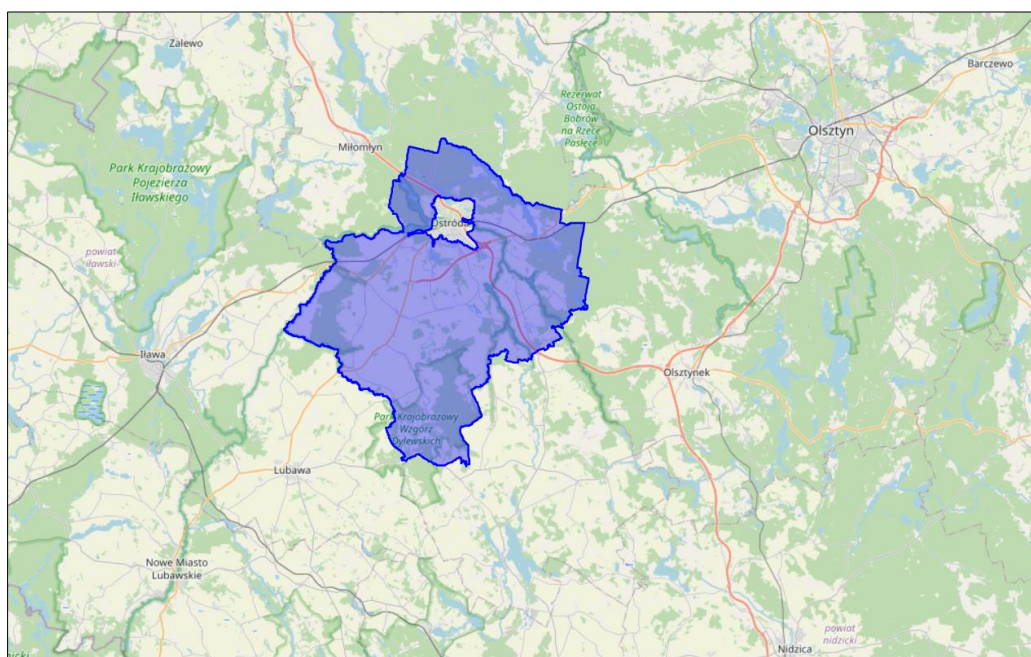 Zalewo
Barczewo
Rezerwat
Ostoja
Bobrów
na Rzece
Pasłęce
Olsztyn
Miłomłyn
Park Krajobrazowy
Pojezierza
Iławskiego
Ostróda
powiat
iławski
Iława
Olsztynek
Park Krajobrazowy
Wzgórz
Dylewskich
Lubawa
Nowe Miasto
Lubawskie
powiat
nidzicki
Nidzica